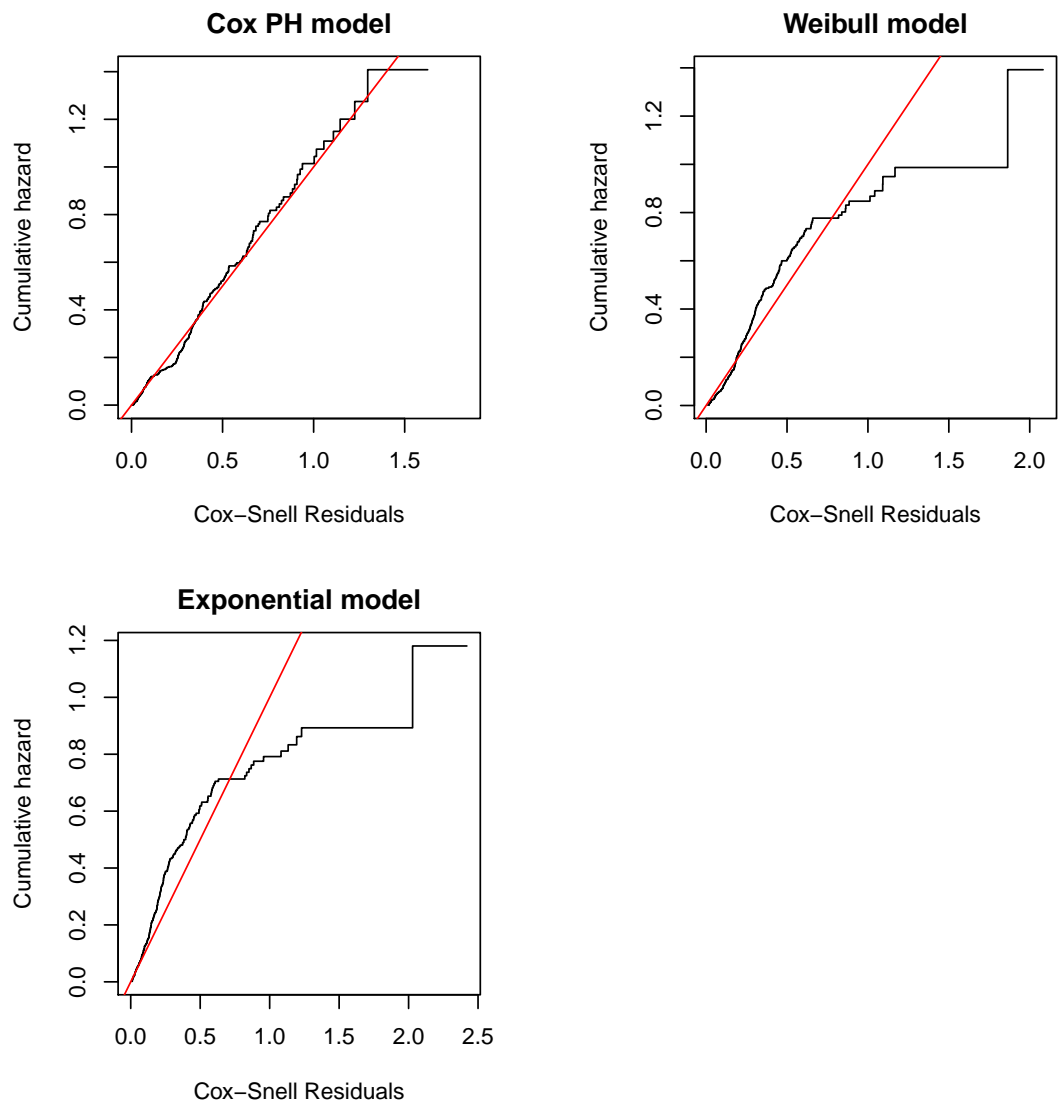 Cox PH model
Cumulative hazard
0.0 0.4 0.8 1.2
0.0 0.5 1.0 1.5
Cox−Snell Residuals
Weibull model
Cumulative hazard
0.0 0.4 0.8 1.2
0.0 0.5 1.0 1.5 2.0
Cox−Snell Residuals
Exponential model
Cumulative hazard
0.0 0.2 0.4 0.6 0.8 1.0 1.2
0.0 0.5 1.0 1.5 2.0 2.5
Cox−Snell Residuals